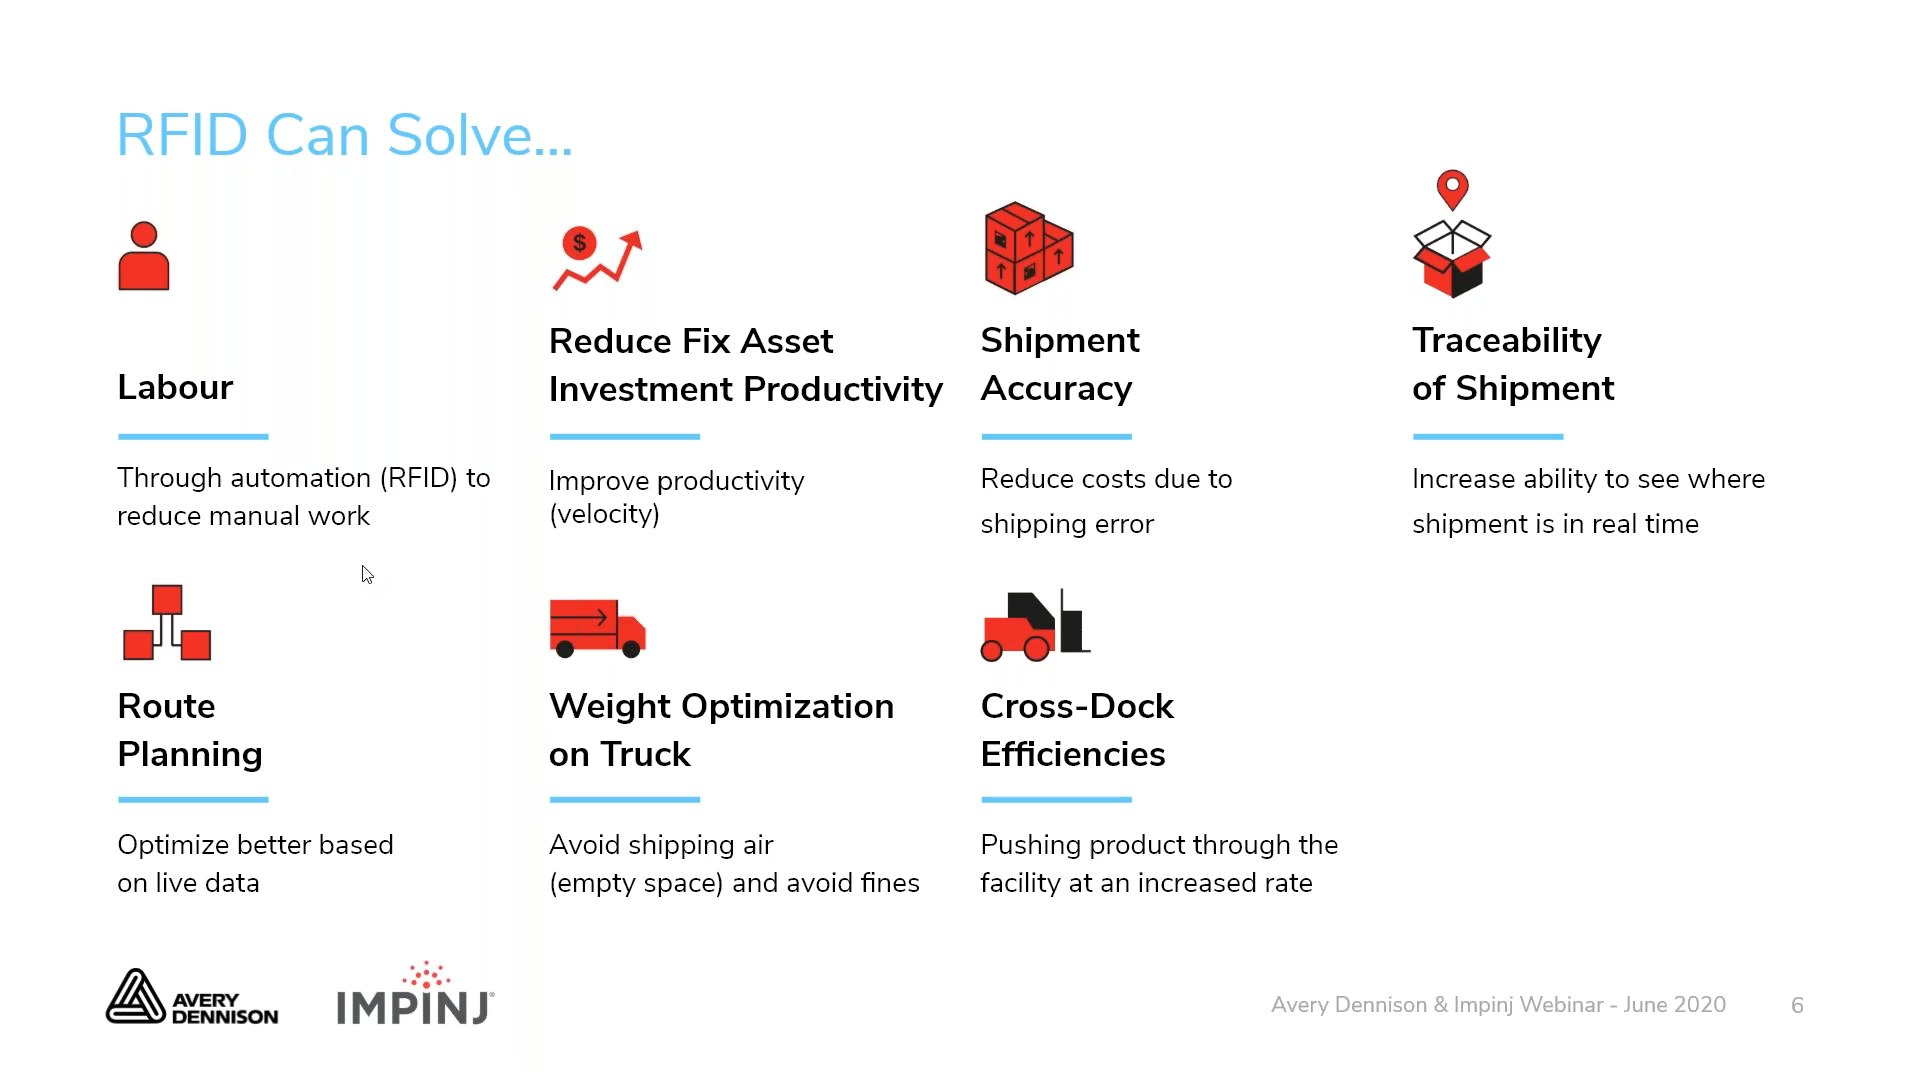 RFID Can Solve...
$
Labour
Through automation (RFID) to
reduce manual work
Reduce Fix Asset
Investment Productivity
Improve productivity
(velocity)
Shipment
Accuracy
Reduce costs due to
shipping error
Traceability
of Shipment
Increase ability to see where
shipment is in real time
Route
Planning
Optimize better based
on live data
Weight Optimization
on Truck
Avoid shipping air
(empty space) and avoid fines
Cross-Dock
Efficiencies
Pushing product through the
facility at an increased rate
AVERY
DENNISON
IMPINJ®
Avery Dennison & Impinj Webinar - June 2020
6